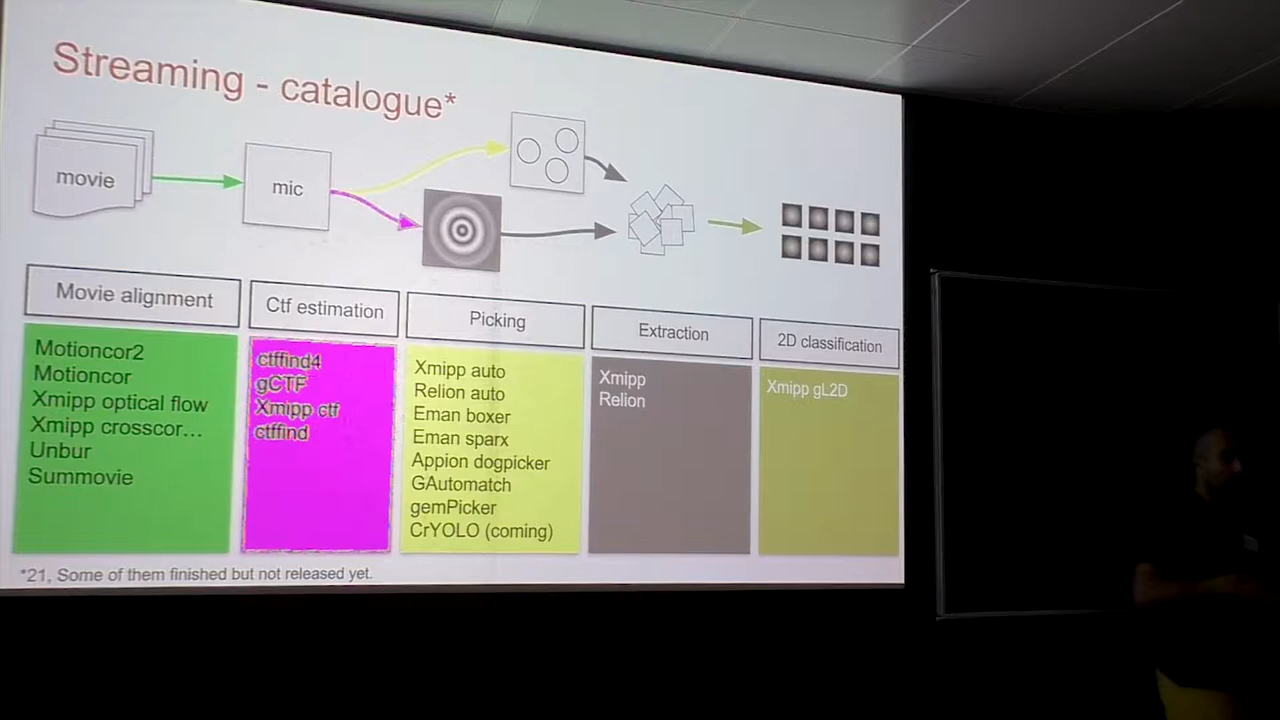 Streaming - catalogue*
movie
mic
Movie alignment
Motioncor2
Motioncor
Xmipp optical flow
Xmipp crosscor...
Unbur
Summovie
Ctf estimation
ctffind4
gCTF
Xmipp ctf
ctffind
Picking
Xmipp auto
Relion auto
Eman boxer
Eman sparx
Appion dogpicker
GAutomatch
gemPicker
CrYOLO (coming)
Extraction
Xmipp
Relion
2D classification
Xmipp gL2D
*21, Some of them finished but not released yet.